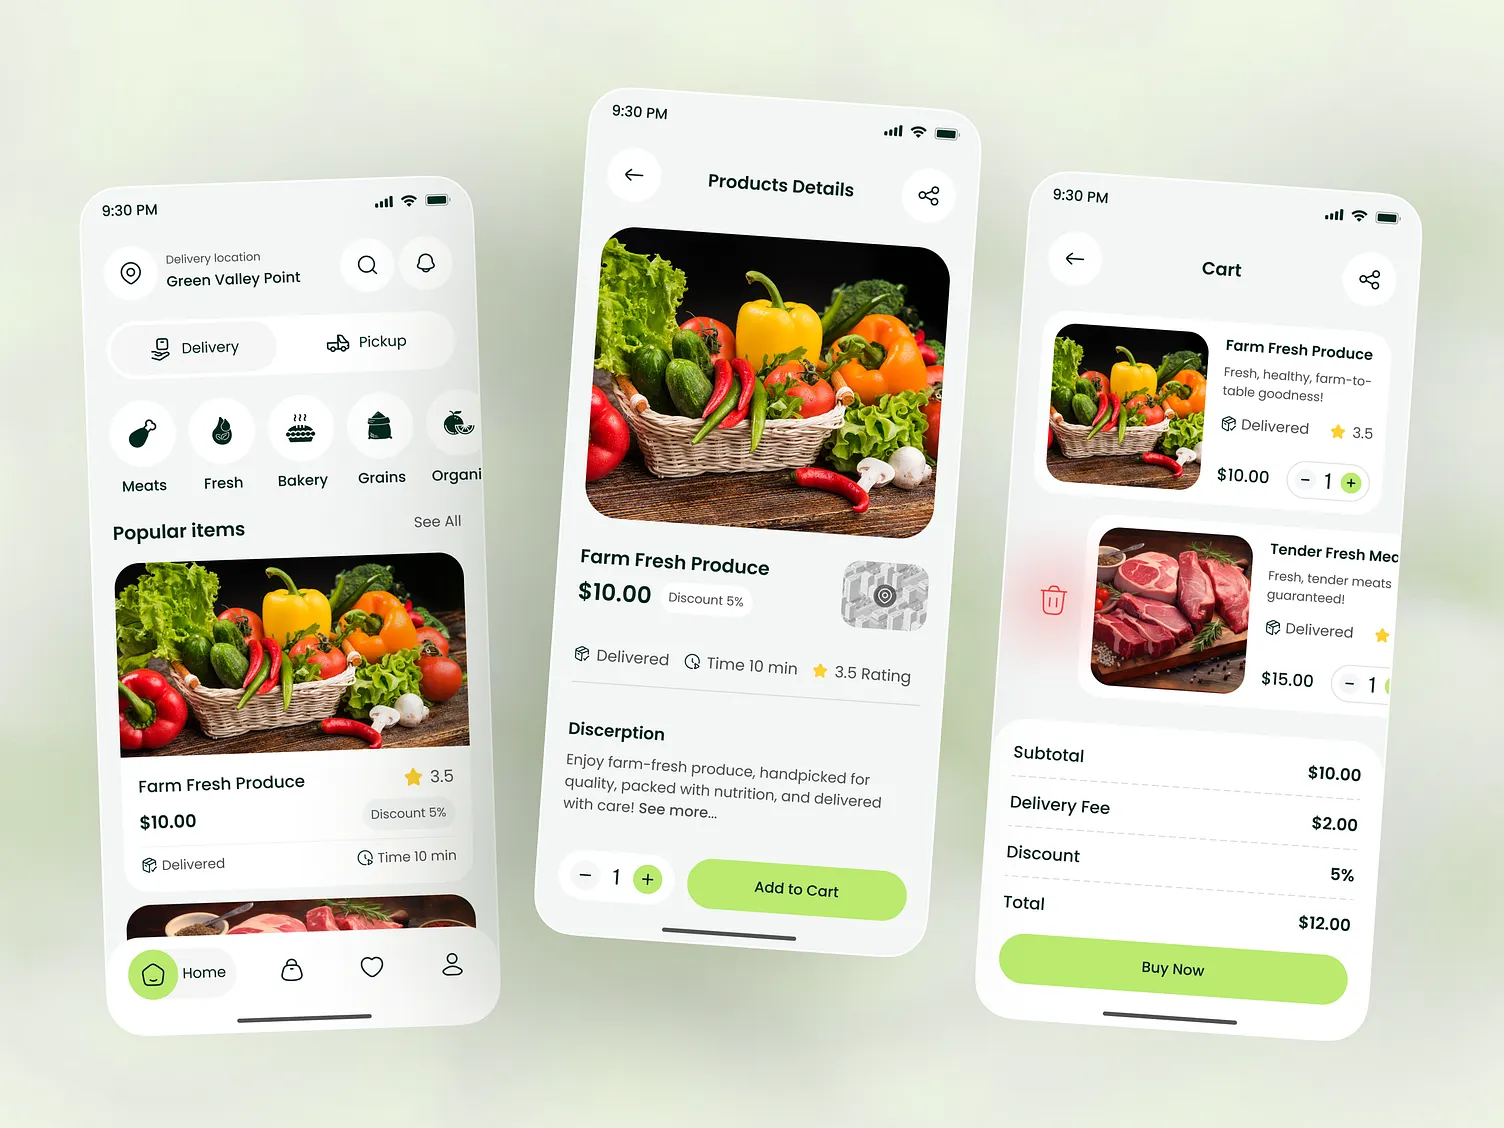 9:30 PM
Delivery location
Green Valley Point
Delivery
Pickup
Meats
Fresh
Bakery
Grains
Organi
Popular items
See All
Farm Fresh Produce
3.5
$10.00
Discount 5%
Delivered
Time 10 min
Home
9:30 PM
Products Details
Farm Fresh Produce
$10.00
Discount 5%
Delivered
Time 10 min
3.5 Rating
Discerption
Enjoy farm-fresh produce, handpicked for
quality, packed with nutrition, and delivered
with care! See more...
1
Add to Cart
9:30 PM
Cart
Farm Fresh Produce
Fresh, healthy, farm-to-
table goodness!
Delivered
3.5
$10.00
1
Tender Fresh Mea
Fresh, tender meats
guaranteed!
Delivered
$15.00
1
Subtotal
$10.00
Delivery Fee
$2.00
Discount
5%
Total
$12.00
Buy Now